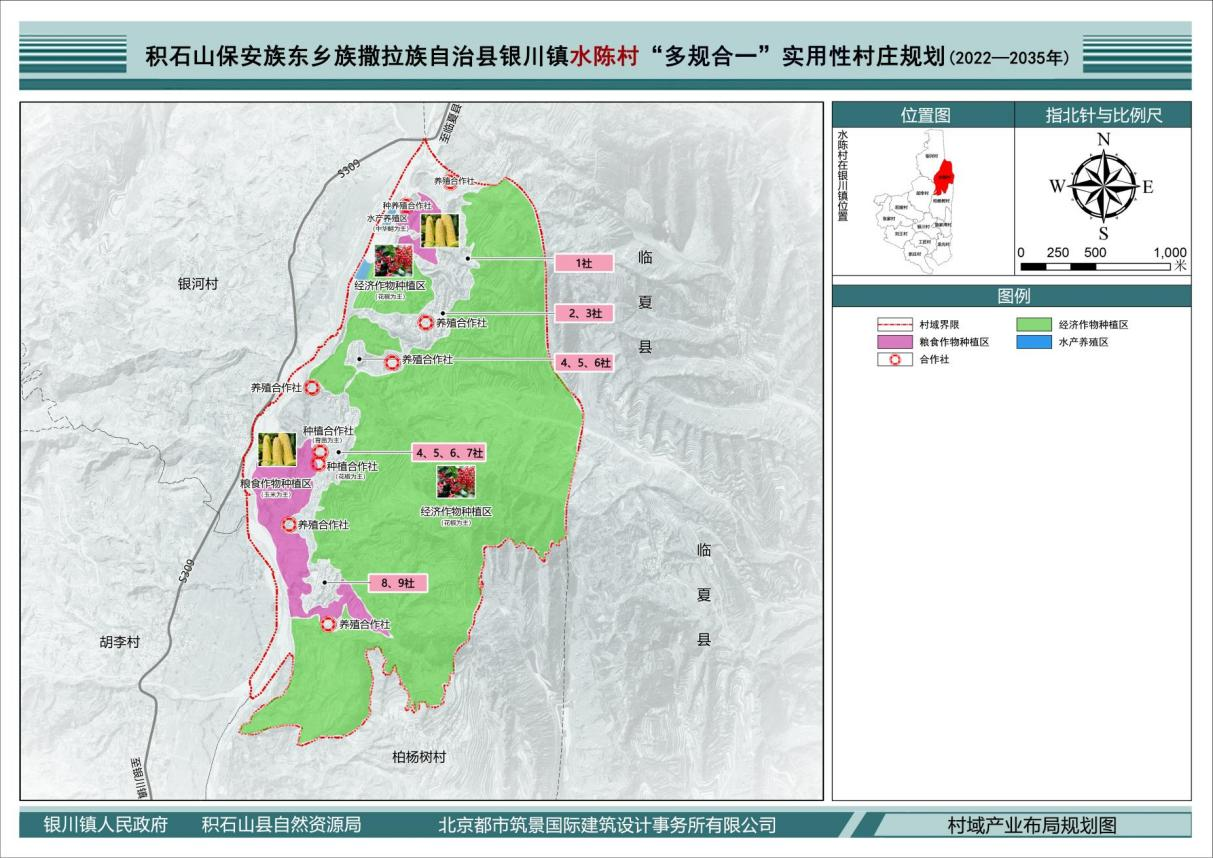 积石山保安族东乡族撒拉族自治县银川镇水陈村“多规合一”实用性村庄规划(2022—2035年)
位置图
指北针与比例尺
水陈村在银川镇位置
N
W
E
S
0 250 500 1,000
米
图例
村域界限
经济作物种植区
粮食作物种植区
水产养殖区
合作社
至临夏县
S309
养殖合作社
种养殖合作社
水产养殖区
银河村
临夏县
1社
经济作物种植区
(花椒为主)
2、3社
养殖合作社
养殖合作社
4、5、6社
养殖合作社
种植合作社
4、5、6、7社
种植合作社
(花椒为主)
粮食作物种植区
(玉米为主)
经济作物种植区
(花椒为主)
养殖合作社
临夏县
S309
8、9社
养殖合作社
胡李村
柏杨树村
至银川镇
银川镇人民政府 积石山县自然资源局 北京都市筑景国际建筑设计事务所有限公司 村域产业布局规划图